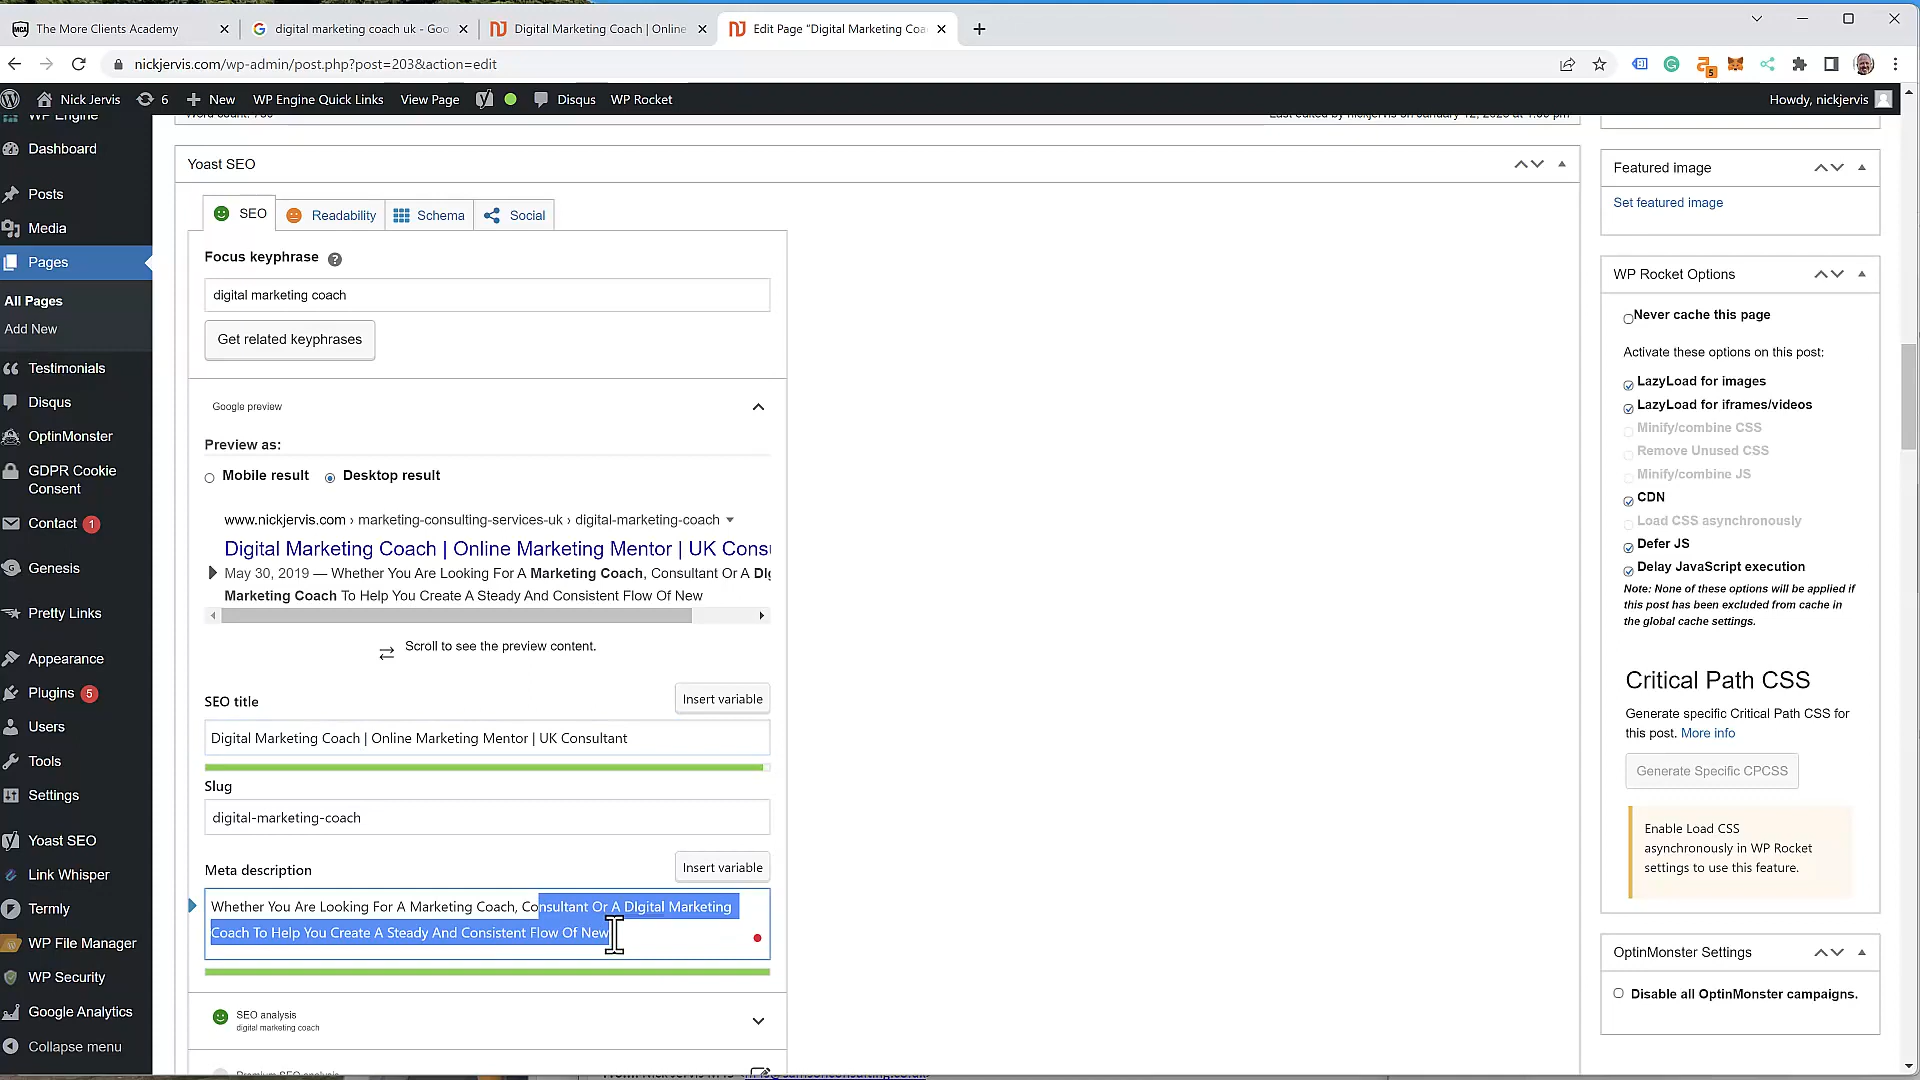 The More Clients Academy
digital marketing coach uk - Goo
Digital Marketing Coach | Online
Edit Page "Digital Marketing Coa
nickjervis.com/wp-admin/post.php?post=203&action=edit
5
Nick Jervis
6
New
WP Engine Quick Links
View Page
Disqus
WP Rocket
Howdy, nickjervis
WP Engine
Dashboard
Posts
Media
Pages
All Pages
Add New
Testimonials
Disqus
OptinMonster
GDPR Cookie
Consent
Contact 1
Genesis
Pretty Links
Appearance
Plugins 5
Users
Tools
Settings
Yoast SEO
Link Whisper
Termly
WP File Manager
WP Security
Google Analytics
Collapse menu
Yoast SEO
SEO
Readability
Schema
Social
Focus keyphrase
digital marketing coach
Get related keyphrases
Google preview
Preview as:
Mobile result
Desktop result
www.nickjervis.com › marketing-consulting-services-uk › digital-marketing-coach
Digital Marketing Coach | Online Marketing Mentor | UK Consu
May 30, 2019 — Whether You Are Looking For A Marketing Coach, Consultant Or A DIg
Marketing Coach To Help You Create A Steady And Consistent Flow Of New
Scroll to see the preview content.
SEO title
Insert variable
Digital Marketing Coach | Online Marketing Mentor | UK Consultant
Slug
digital-marketing-coach
Meta description
Insert variable
Whether You Are Looking For A Marketing Coach, Consultant Or A DIgital Marketing
Coach To Help You Create A Steady And Consistent Flow Of New
SEO analysis
digital marketing coach
Featured image
Set featured image
WP Rocket Options
Never cache this page
Activate these options on this post:
LazyLoad for images
LazyLoad for iframes/videos
Minify/combine CSS
Remove Unused CSS
Minify/combine JS
CDN
Load CSS asynchronously
Defer JS
Delay JavaScript execution
Note: None of these options will be applied if
this post has been excluded from cache in
the global cache settings.
Critical Path CSS
Generate specific Critical Path CSS for
this post. More info
Generate Specific CPCSS
Enable Load CSS
asynchronously in WP Rocket
settings to use this feature.
OptinMonster Settings
Disable all OptinMonster campaigns.